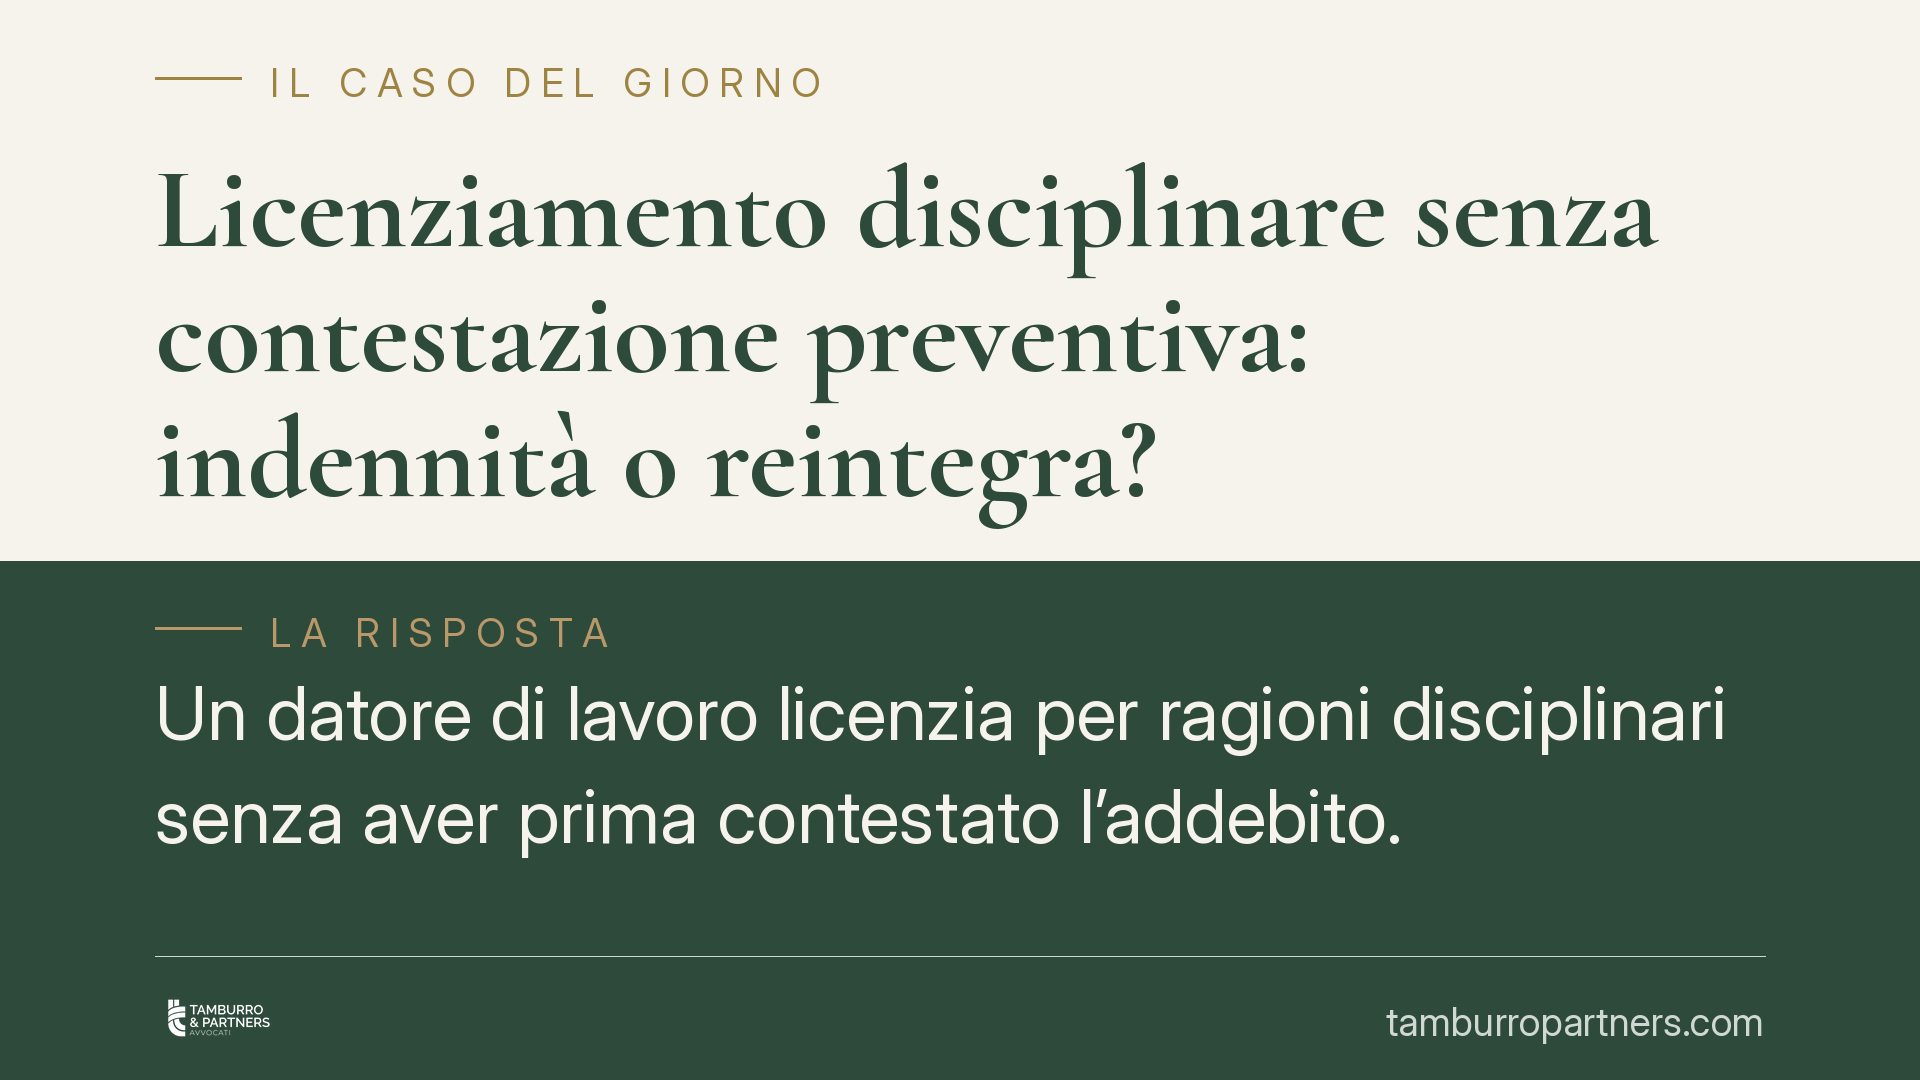 IL CASO DEL GIORNO
Licenziamento disciplinare senza
contestazione preventiva:
indennità o reintegra?
LA RISPOSTA
Un datore di lavoro licenzia per ragioni disciplinari
senza aver prima contestato l’addebito.
TAMBURRO
& PARTNERS
AVVOCATI
tamburropartners.com